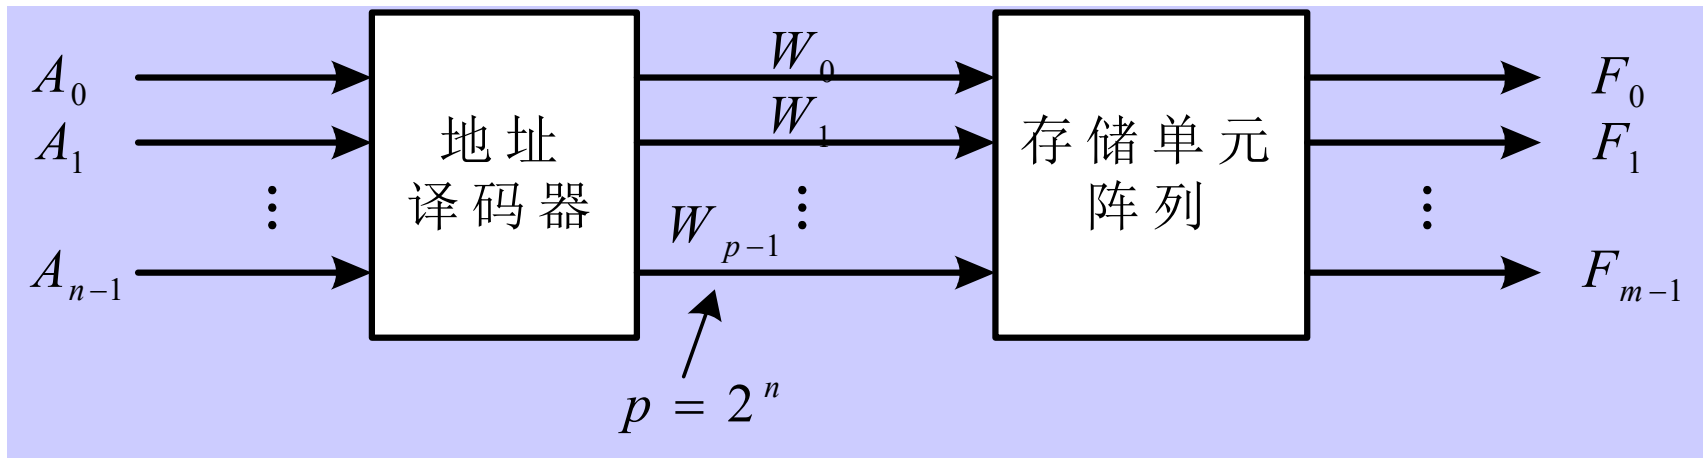 A0 W0 F0
A1 地址 W1 存储单元 F1
⋮ 译码器 Wp−1 ⋮ 阵列 ⋮
An−1 Fm−1
p = 2^n